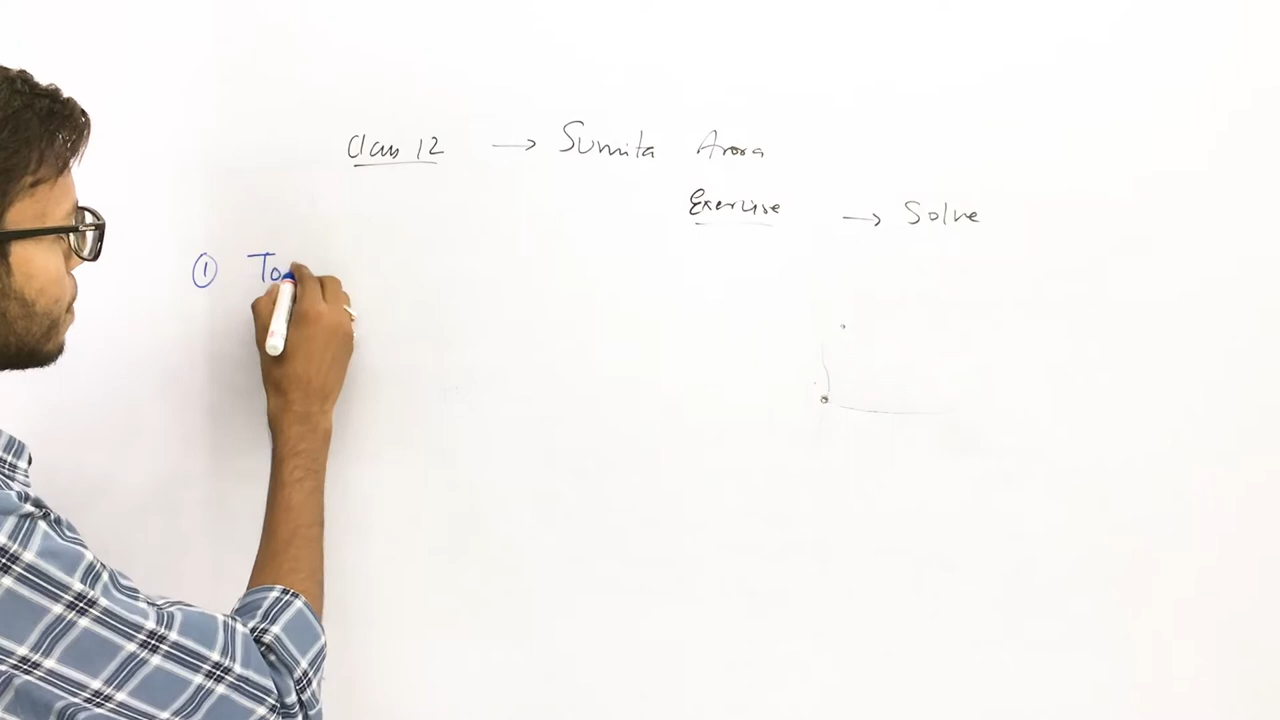 Class 12 → Sumita Arora
Exercise → Solve
① To